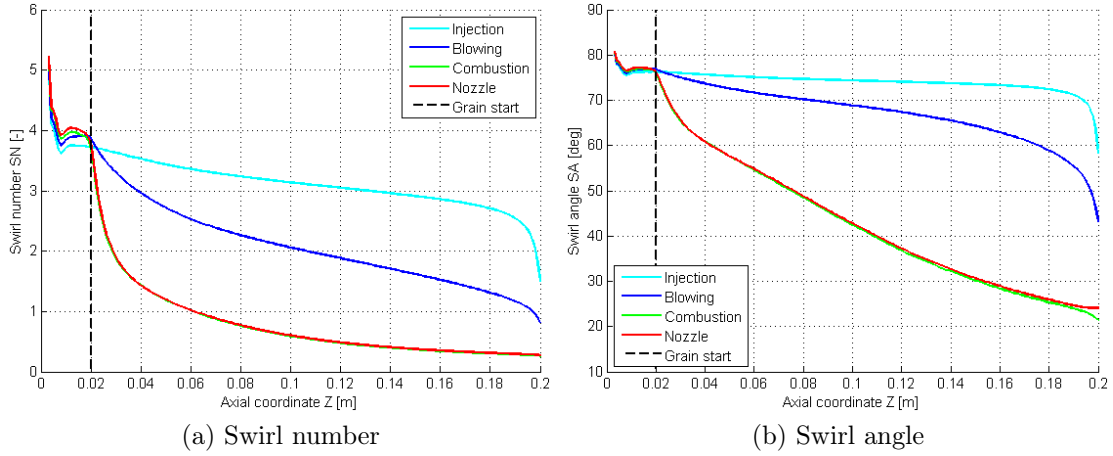 6
5
4
3
2
1
0
Swirl number SN [-]
Injection
Blowing
Combustion
Nozzle
Grain start
0 0.02 0.04 0.06 0.08 0.1 0.12 0.14 0.16 0.18 0.2
Axial coordinate Z [m]
(a) Swirl number
90
80
70
60
50
40
30
20
10
Swirl angle SA [deg]
Injection
Blowing
Combustion
Nozzle
Grain start
0 0.02 0.04 0.06 0.08 0.1 0.12 0.14 0.16 0.18 0.2
Axial coordinate Z [m]
(b) Swirl angle